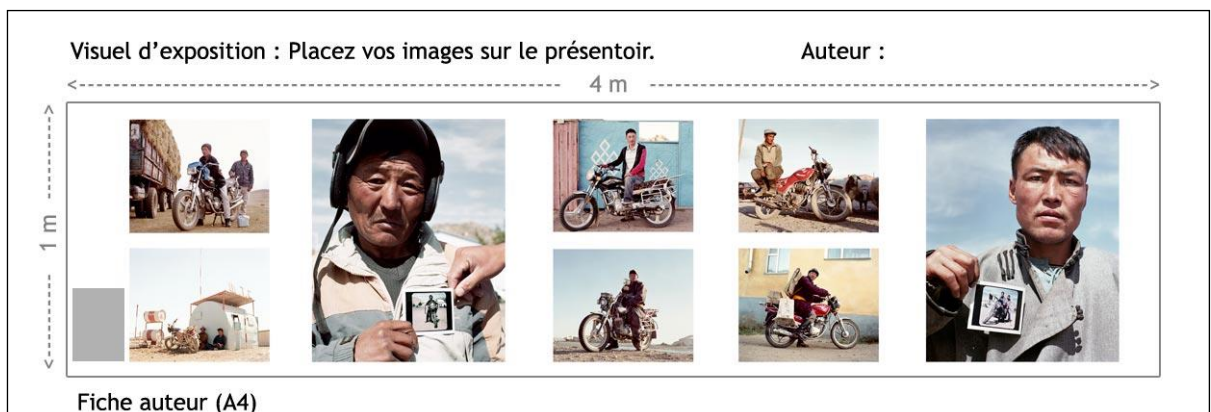 Visuel d’exposition : Placez vos images sur le présentoir.
Auteur :
4 m
1 m
Fiche auteur (A4)